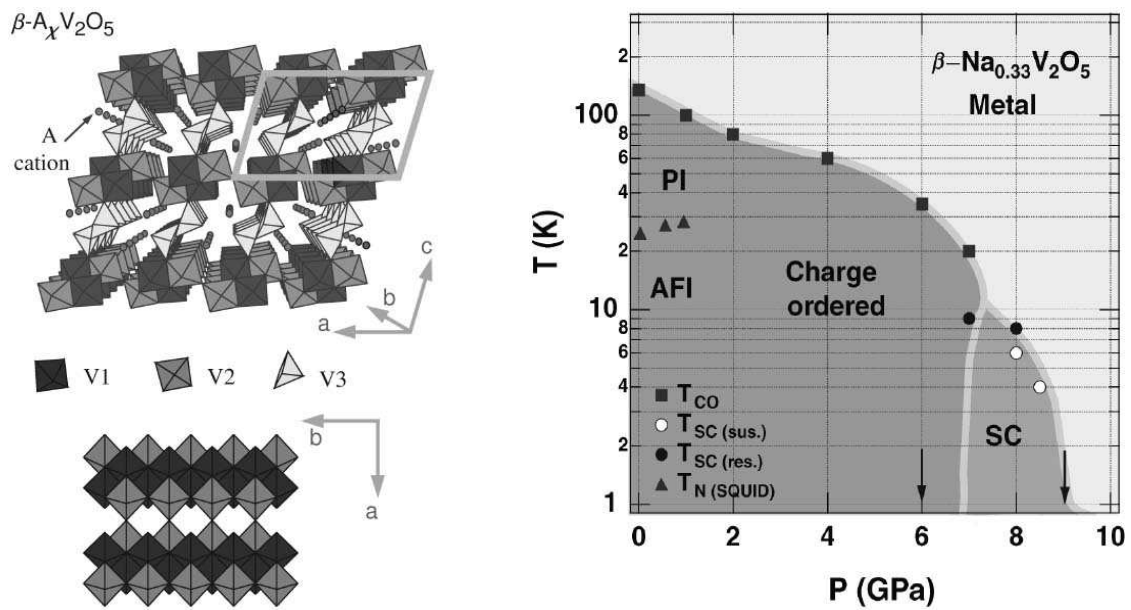 β-AχV2O5
A
cation
c
b
a
V1
V2
V3
b
a
T (K)
2
100
8
6
4
2
10
8
6
4
2
1
β–Na0.33V2O5
Metal
PI
AFI
Charge
ordered
SC
TCO
TSC (sus.)
TSC (res.)
TN (SQUID)
0 2 4 6 8 10
P (GPa)